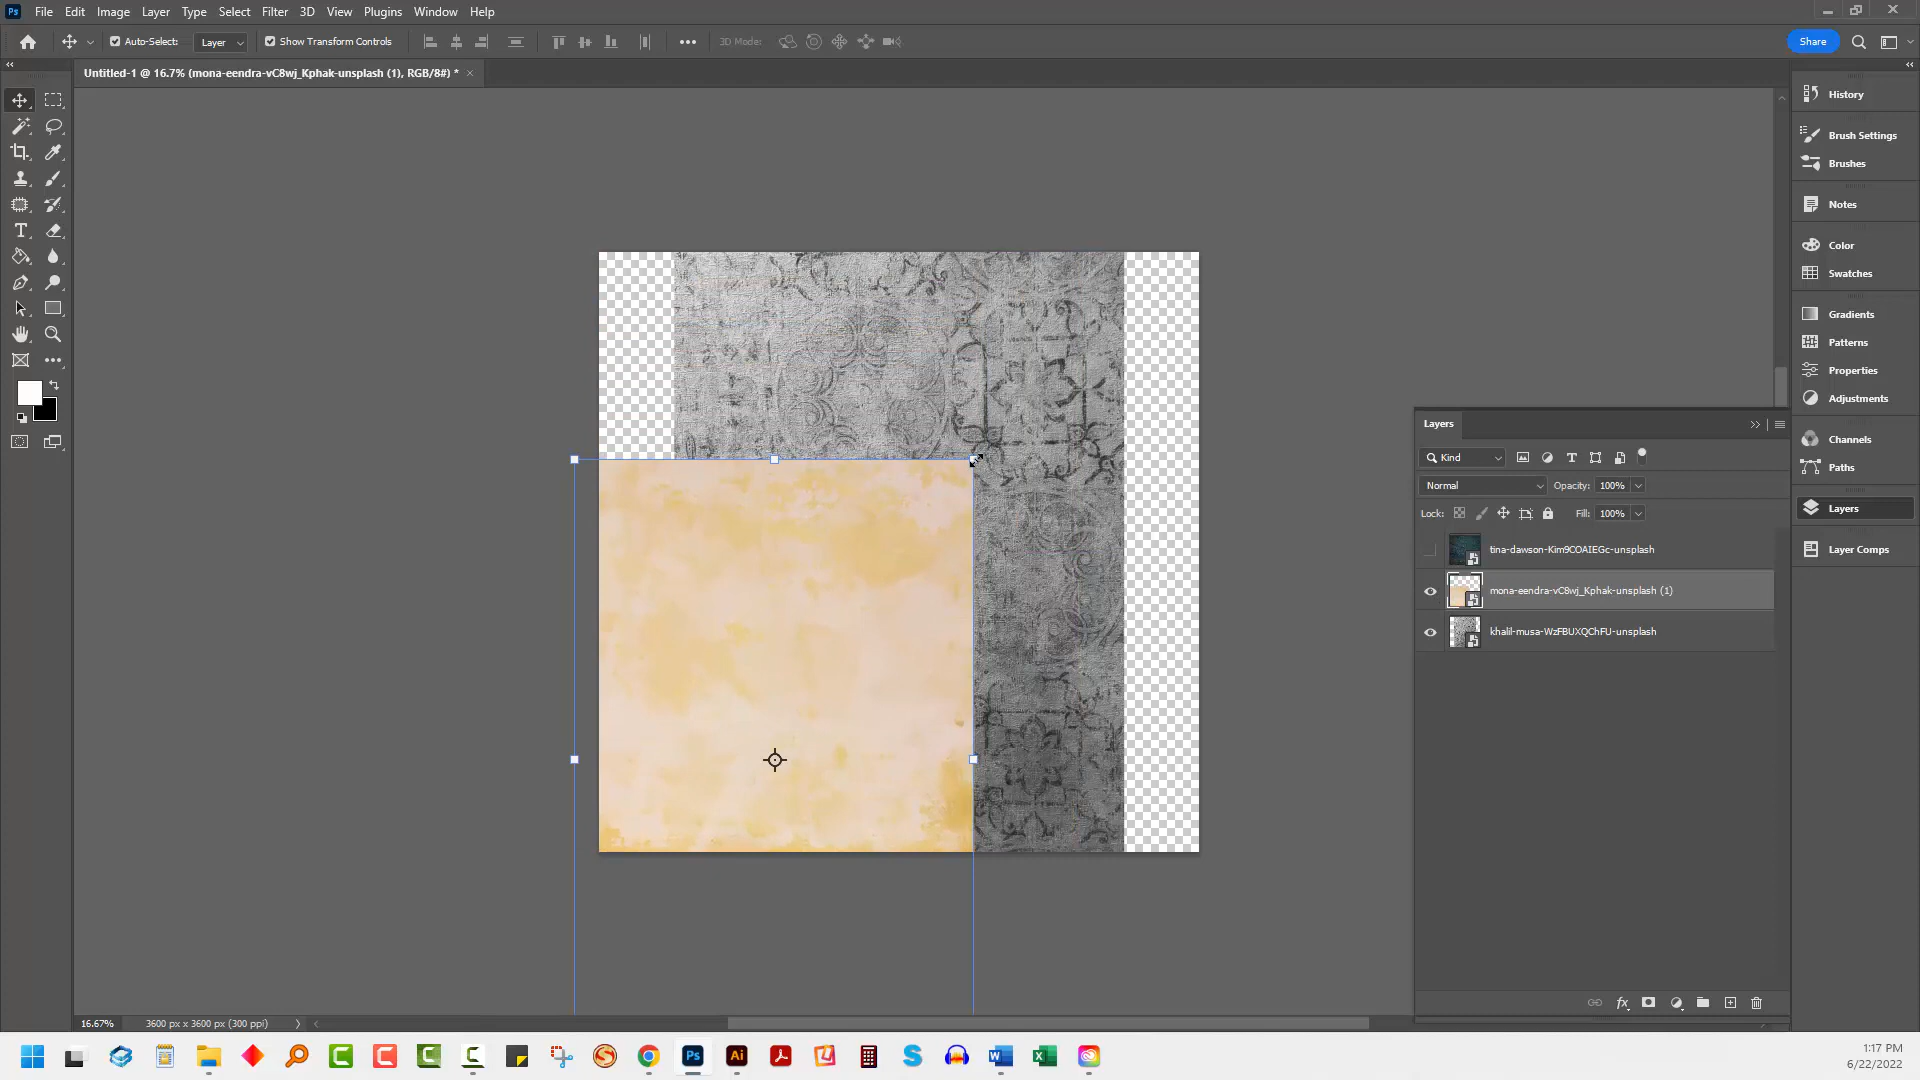 Ps File Edit Image Layer Type Select Filter 3D View Plugins Window Help
Auto-Select: Layer Show Transform Controls 3D Mode: Share
Untitled-1 @ 16.7% (mona-eendra-vC8wj_Kphak-unsplash (1), RGB/8#) * ×
History
Brush Settings
Brushes
Notes
Color
Swatches
Gradients
Patterns
Properties
Adjustments
Channels
Paths
Layers
Layer Comps
Layers
Kind
Normal Opacity: 100%
Lock: Fill: 100%
tina-dawson-Kim9COAIEGc-unsplash
mona-eendra-vC8wj_Kphak-unsplash (1)
khalil-musa-WzFBUXQChFU-unsplash
fx
16.67% 3600 px x 3600 px (300 ppi)
Ps Ai
1:17 PM
6/22/2022